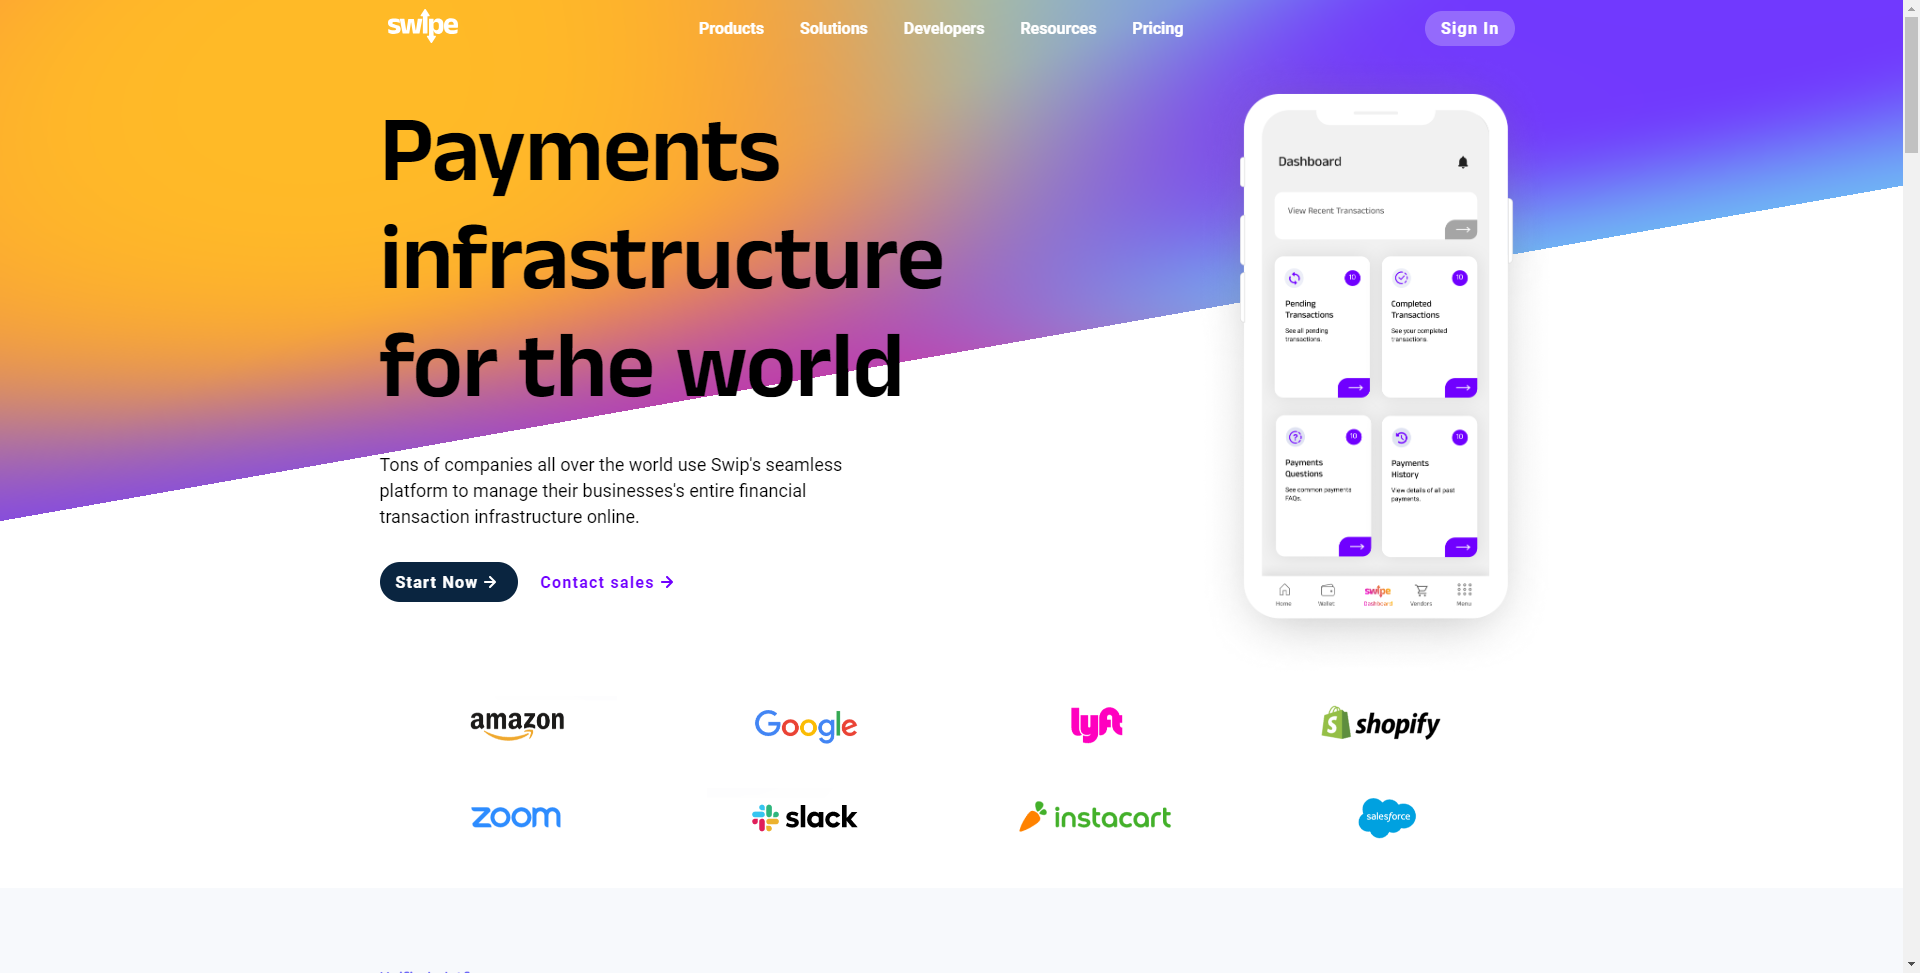 swipe
Products Solutions Developers Resources Pricing
Sign In
Payments
infrastructure
for the world
Tons of companies all over the world use Swip's seamless
platform to manage their businesses's entire financial
transaction infrastructure online.
Start Now
Contact sales
Dashboard
View Recent Transactions
10
Pending
Transactions
See all pending
transactions.
10
Completed
Transactions
See your completed
transactions.
10
Payments
Questions
See common payments
FAQs.
10
Payments
History
View details of all past
payments.
Home
Wallet
swipe
Dashboard
Vendors
Menu
amazon
Google
lyft
shopify
zoom
slack
instacart
salesforce